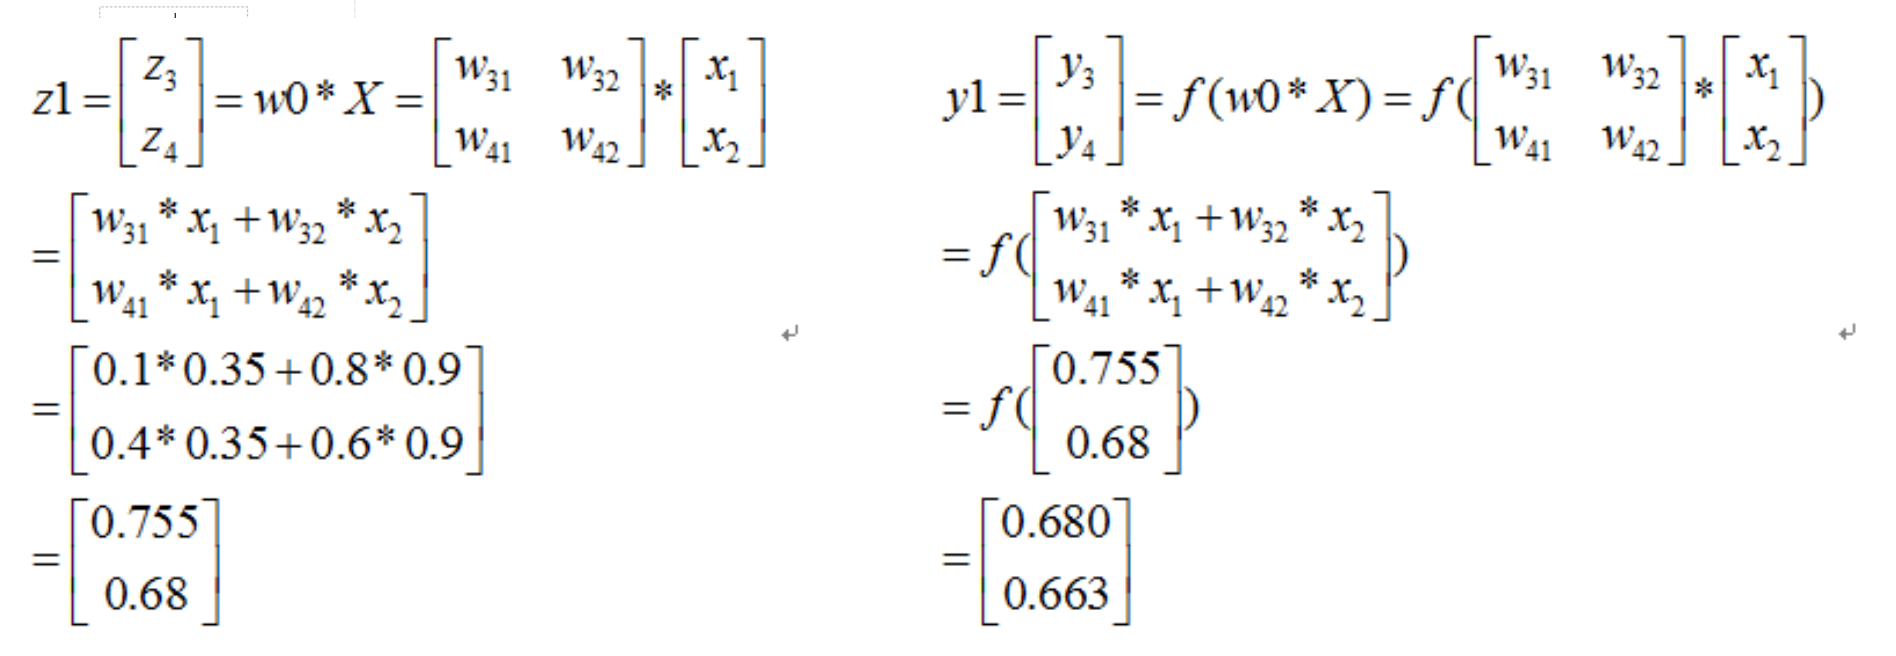 z1 = [z₃ z₄] = w0 * X = [w₃₁ w₃₂ w₄₁ w₄₂] * [x₁ x₂]
= [w₃₁ * x₁ + w₃₂ * x₂
w₄₁ * x₁ + w₄₂ * x₂]
= [0.1 * 0.35 + 0.8 * 0.9
0.4 * 0.35 + 0.6 * 0.9]
= [0.755
0.68]
y1 = [y₃ y₄] = f(w0 * X) = f([w₃₁ w₃₂ w₄₁ w₄₂] * [x₁ x₂])
= f([w₃₁ * x₁ + w₃₂ * x₂
w₄₁ * x₁ + w₄₂ * x₂])
= f([0.755
0.68])
= [0.680
0.663]